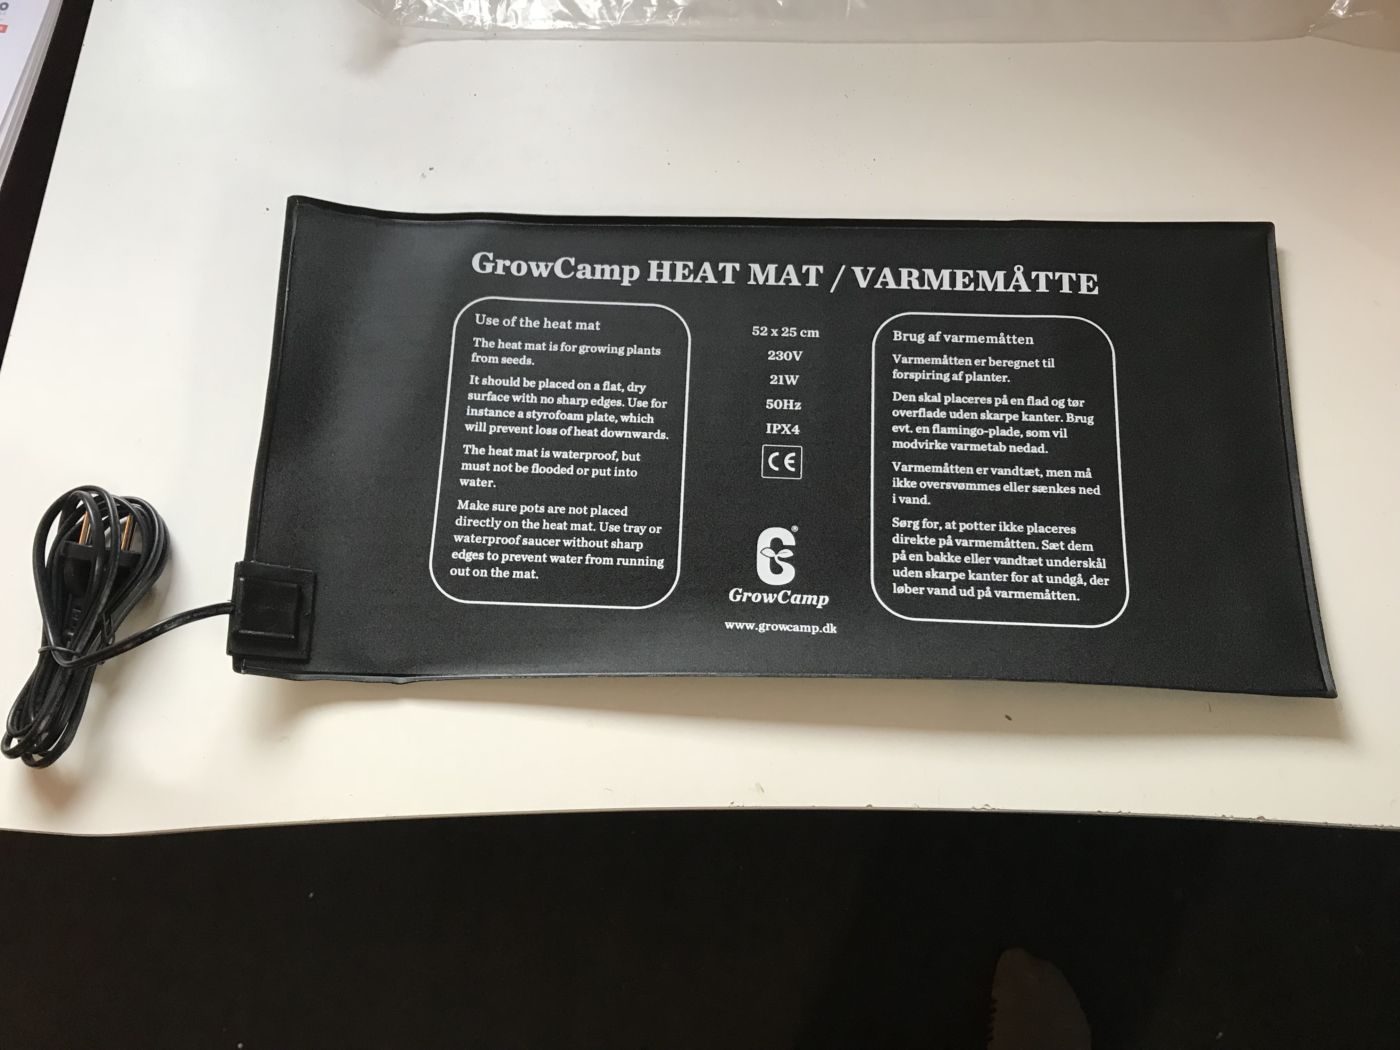 GrowCamp HEAT MAT / VARMEMÅTTE
Use of the heat mat
The heat mat is for growing plants
from seeds.
It should be placed on a flat, dry
surface with no sharp edges. Use for
instance a styrofoam plate, which
will prevent loss of heat downwards.
The heat mat is waterproof, but
must not be flooded or put into
water.
Make sure pots are not placed
directly on the heat mat. Use tray or
waterproof saucer without sharp
edges to prevent water from running
out on the mat.
52 x 25 cm
230V
21W
50Hz
IPX4
CE
®
GrowCamp
www.growcamp.dk
Brug af varmemåtten
Varmemåtten er beregnet til
forspiring af planter.
Den skal placeres på en flad og tør
overflade uden skarpe kanter. Brug
evt. en flamingo-plade, som vil
modvirke varmetab nedad.
Varmemåtten er vandtæt, men må
ikke oversvømmes eller sænkes ned
i vand.
Sørg for, at potter ikke placeres
direkte på varmemåtten. Sæt dem
på en bakke eller vandtæt underskål
uden skarpe kanter for at undgå, der
løber vand ud på varmemåtten.